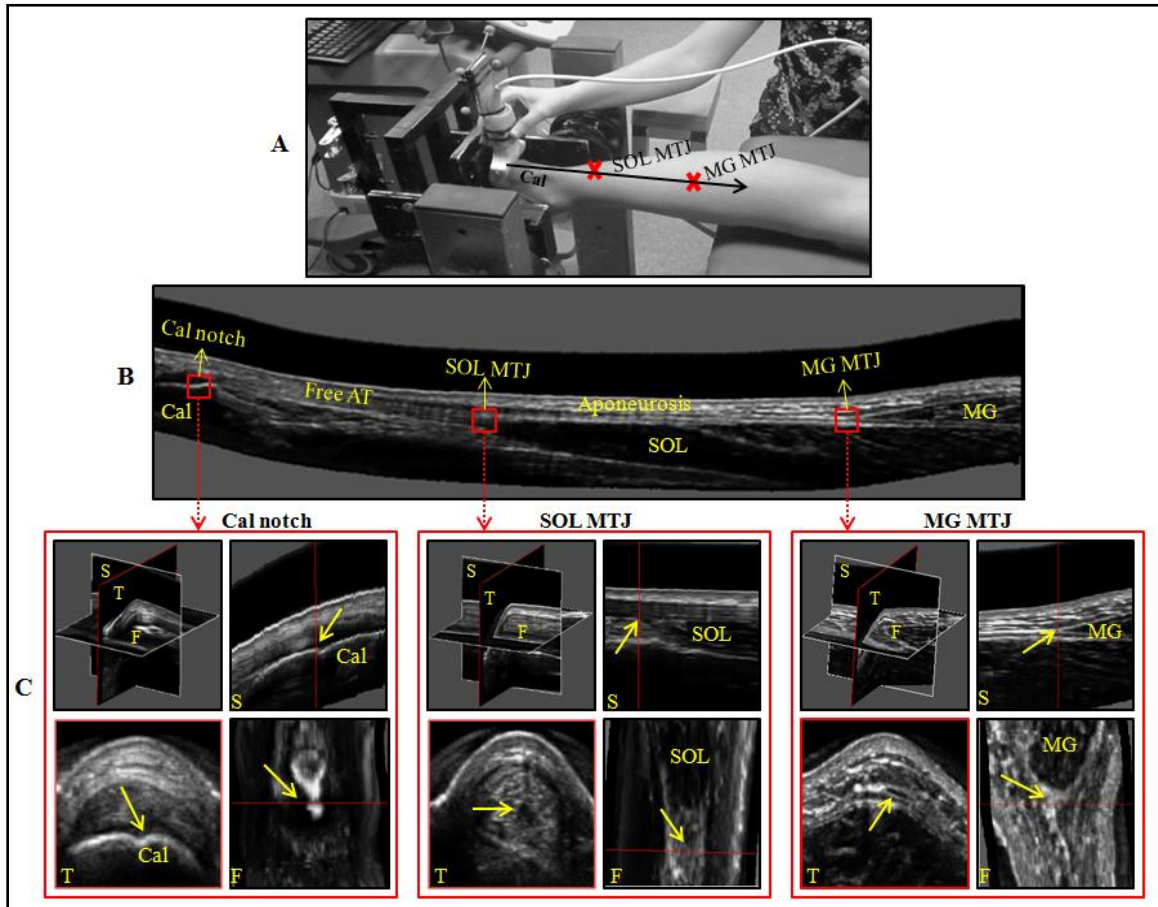 A
Cal
SOL MTJ
MG MTJ
B
Cal notch
SOL MTJ
MG MTJ
Free AT
Aponeurosis
Cal
SOL
MG
Cal notch
SOL MTJ
MG MTJ
C
S
T
F
Cal
S
S
T
F
SOL
S
S
T
F
MG
S
Cal
T
F
T
SOL
F
T
MG
F